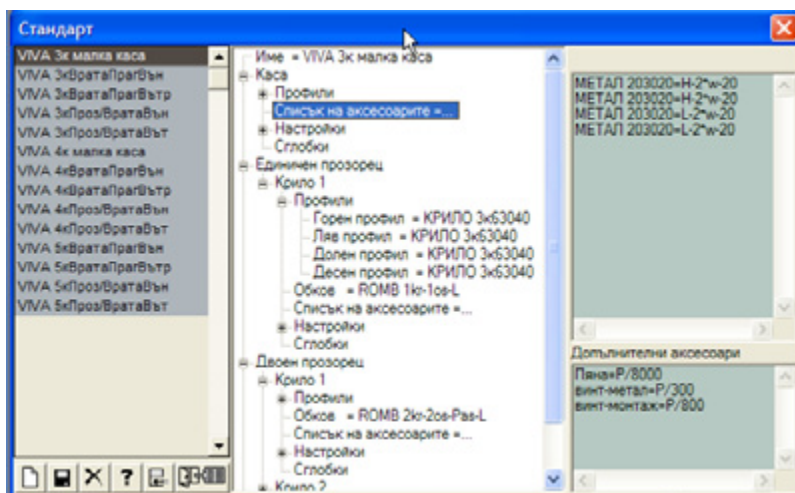 Стандарт
VIVA 3к малка каса
VIVA 3кВратаПрагВън
VIVA 3кВратаПрагВътр
VIVA 3кПроз/ВратаВън
VIVA 3кПроз/ВратаВът
VIVA 4к малка каса
VIVA 4кВратаПрагВън
VIVA 4кВратаПрагВътр
VIVA 4кПроз/ВратаВън
VIVA 4кПроз/ВратаВът
VIVA 5кВратаПрагВън
VIVA 5кВратаПрагВътр
VIVA 5кПроз/ВратаВън
VIVA 5кПроз/ВратаВът
Име = VIVA 3к малка каса
Каса
Профили
Списък на аксесоарите =...
Настройки
Сглобки
Единичен прозорец
Крило 1
Профили
Горен профил = КРИЛО 3к63040
Ляв профил = КРИЛО 3к63040
Долен профил = КРИЛО 3к63040
Десен профил = КРИЛО 3к63040
Обков = ROMB 1kr-1os-L
Списък на аксесоарите =...
Настройки
Сглобки
Двоен прозорец
Крило 1
Профили
Обков = ROMB 2kr-2os-Pas-L
Списък на аксесоарите =...
Настройки
Сглобки
Крило 2
МЕТАЛ 203020=H-2*w-20
МЕТАЛ 203020=H-2*w-20
МЕТАЛ 203020=L-2*w-20
МЕТАЛ 203020=L-2*w-20
Допълнителни аксесоари
Пяна=P/8000
винт-метал=P/300
винт-монтаж=P/800